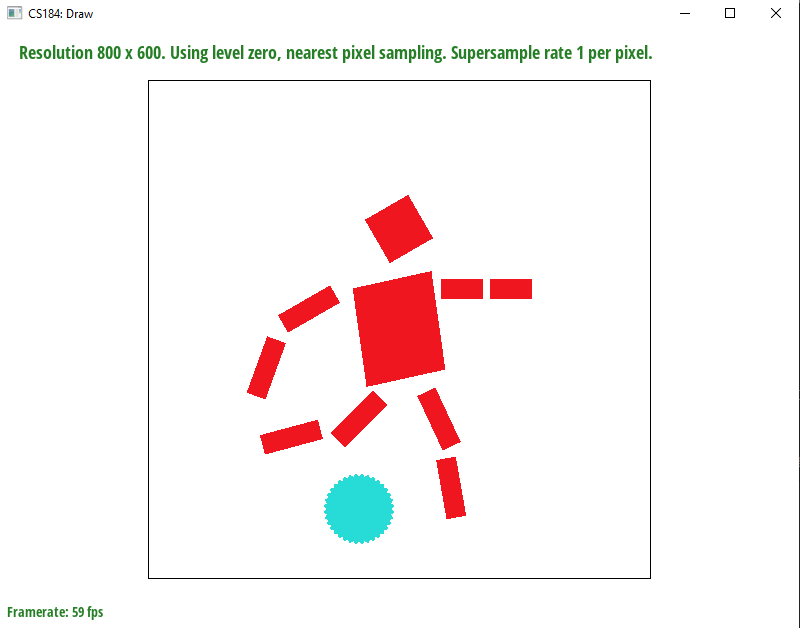 CS184: Draw
Resolution 800 x 600. Using level zero, nearest pixel sampling. Supersample rate 1 per pixel.
Framerate: 59 fps